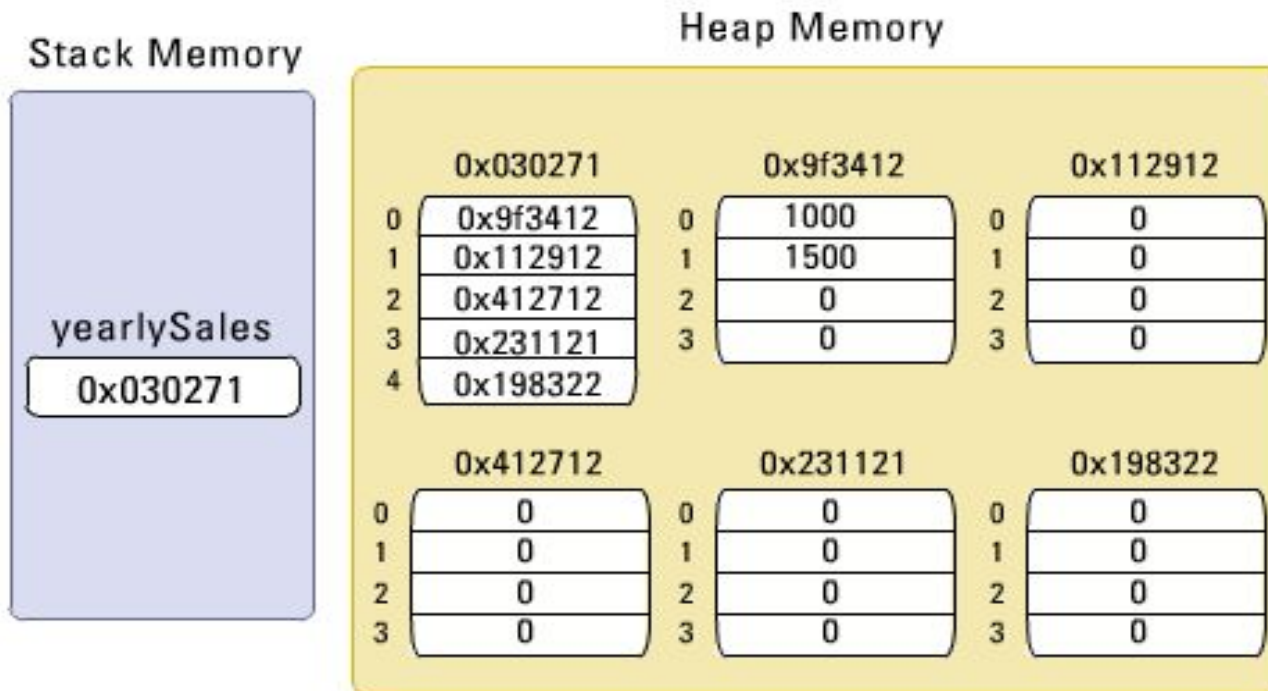 Heap Memory
Stack Memory
yearlySales
0x030271
0x030271 0x9f3412 0x112912
0 0x9f3412 0 1000 0 0
1 0x112912 1 1500 1 0
2 0x412712 2 0 2 0
3 0x231121 3 0 3 0
4 0x198322
0x412712 0x231121 0x198322
0 0 0 0 0 0
1 0 1 0 1 0
2 0 2 0 2 0
3 0 3 0 3 0